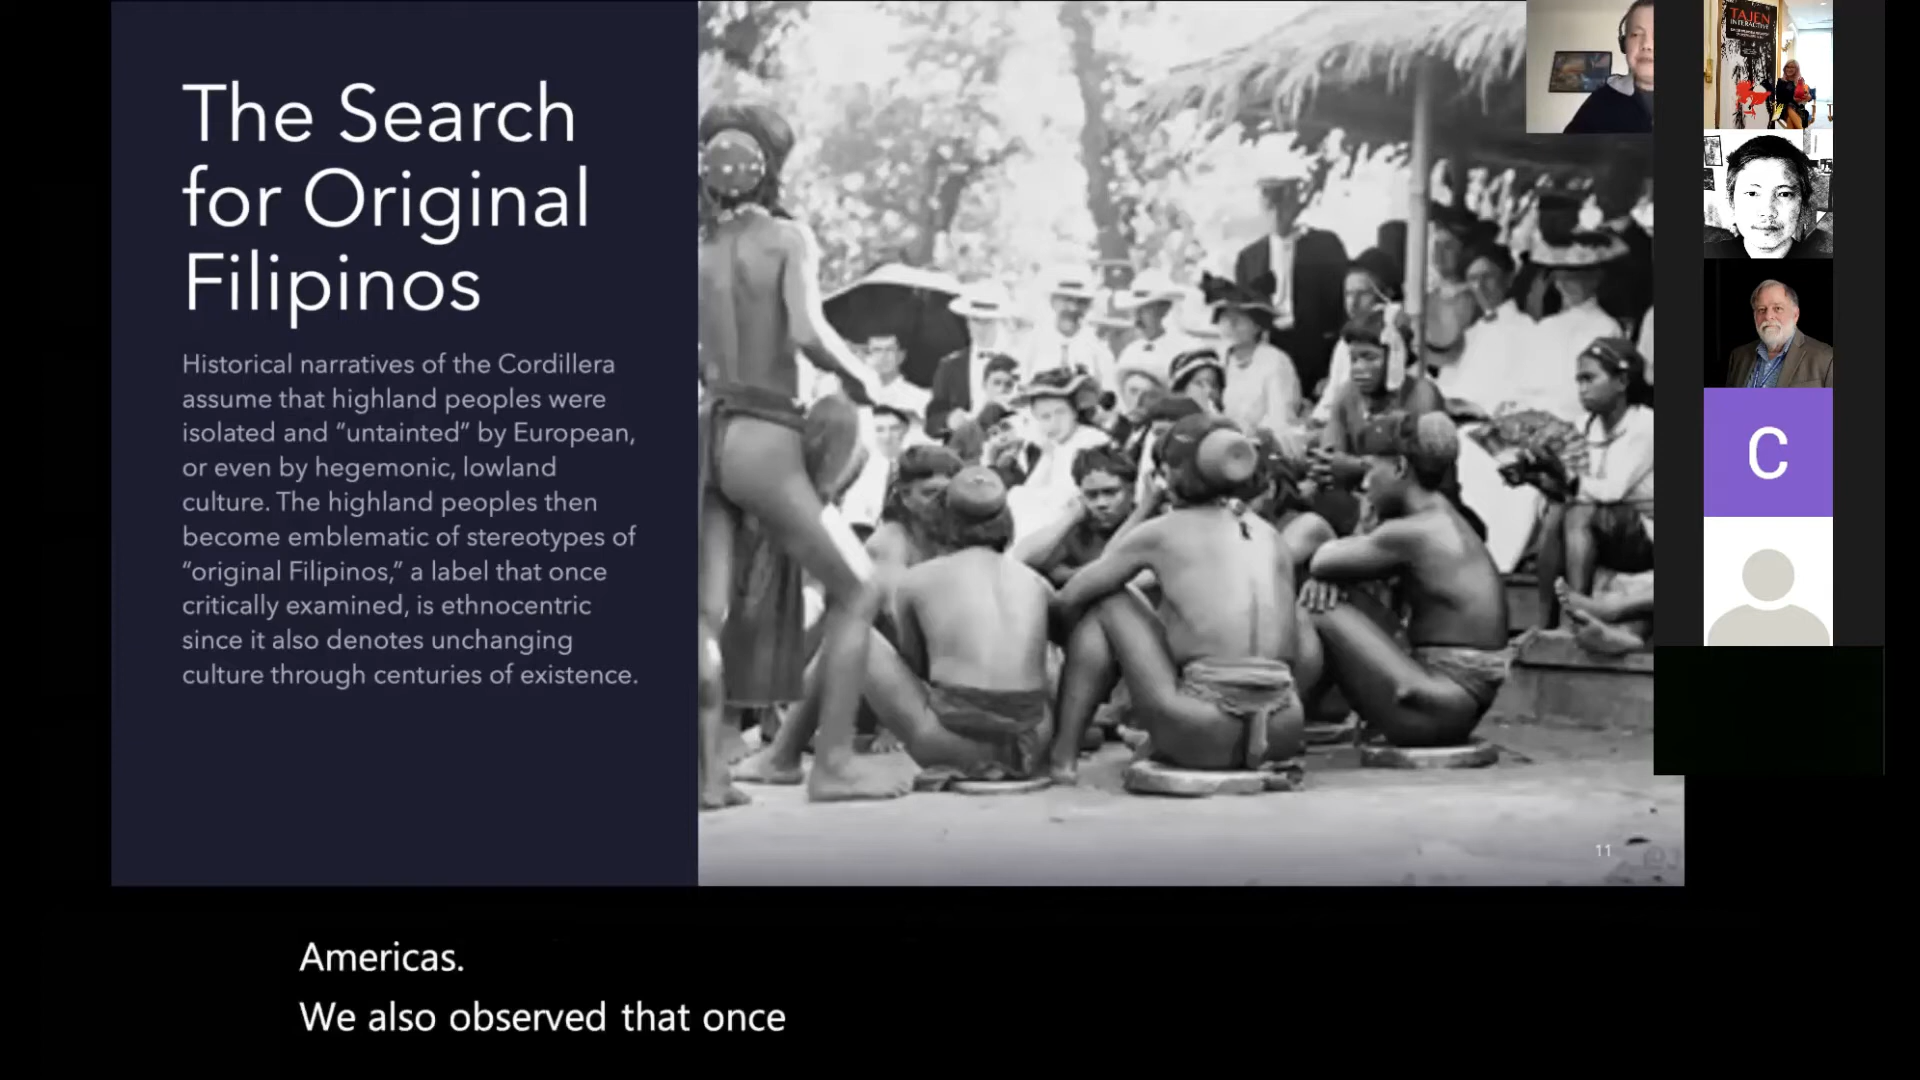 The Search
for Original
Filipinos
Historical narratives of the Cordillera
assume that highland peoples were
isolated and “untainted” by European,
or even by hegemonic, lowland
culture. The highland peoples then
become emblematic of stereotypes of
“original Filipinos,” a label that once
critically examined, is ethnocentric
since it also denotes unchanging
culture through centuries of existence.
11
TAJEN
INTERACTIVE
C
Americas.
We also observed that once